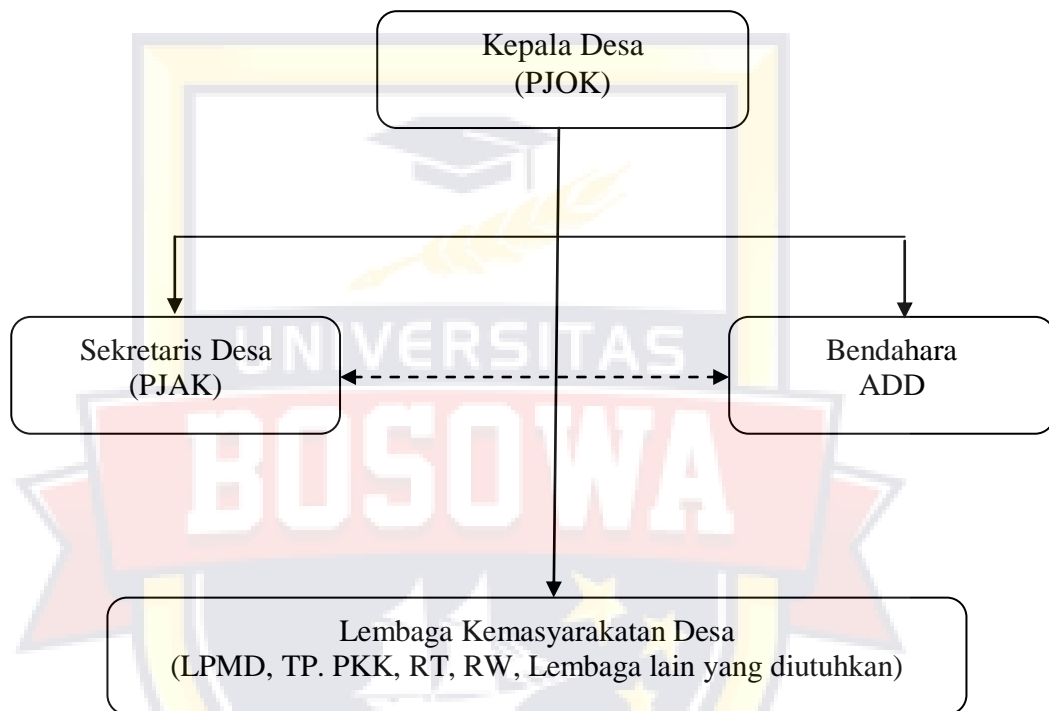 Kepala Desa
(PJOK)
UNIVERSITAS
Sekretaris Desa
(PJAK)
Bendahara
ADD
BOSOWA
Lembaga Kemasyarakatan Desa
(LPMD, TP. PKK, RT, RW, Lembaga lain yang diutuhkan)